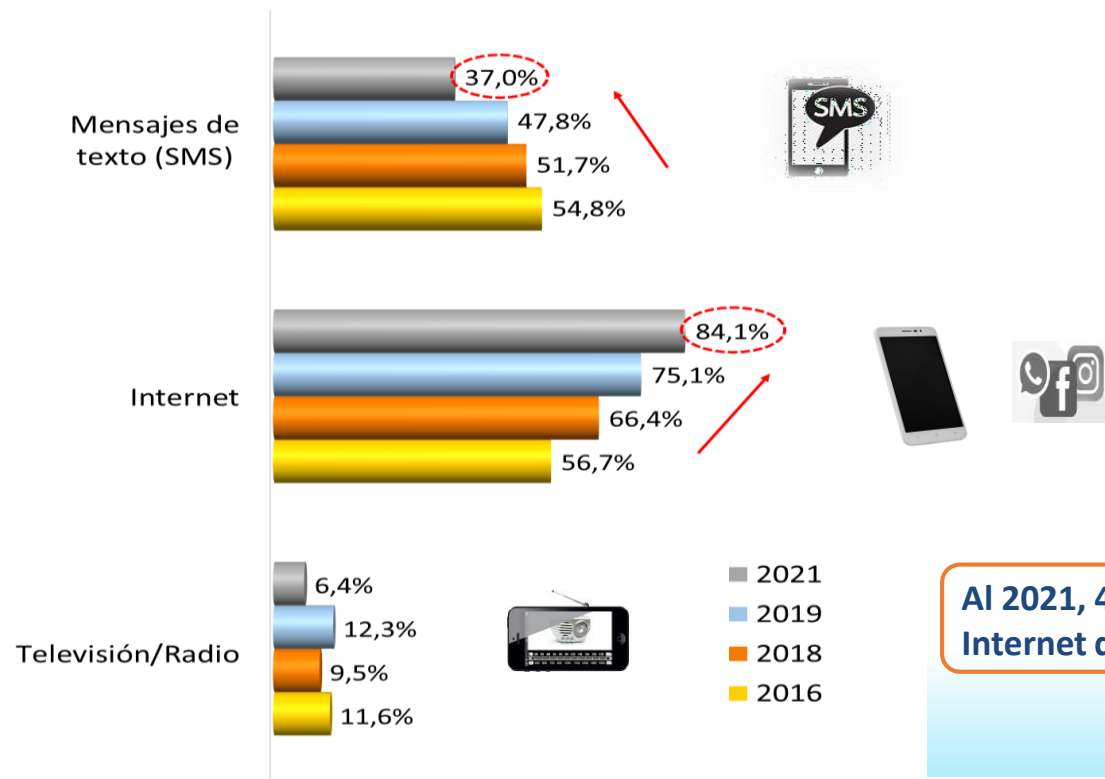 37,0%
SMS
47,8%
Mensajes de
texto (SMS)
51,7%
54,8%
84,1%
75,1%
Internet
66,4%
56,7%
6,4%
12,3%
Televisión/Radio
9,5%
11,6%
2021
2019
2018
2016
Al 2021, 4
Internet